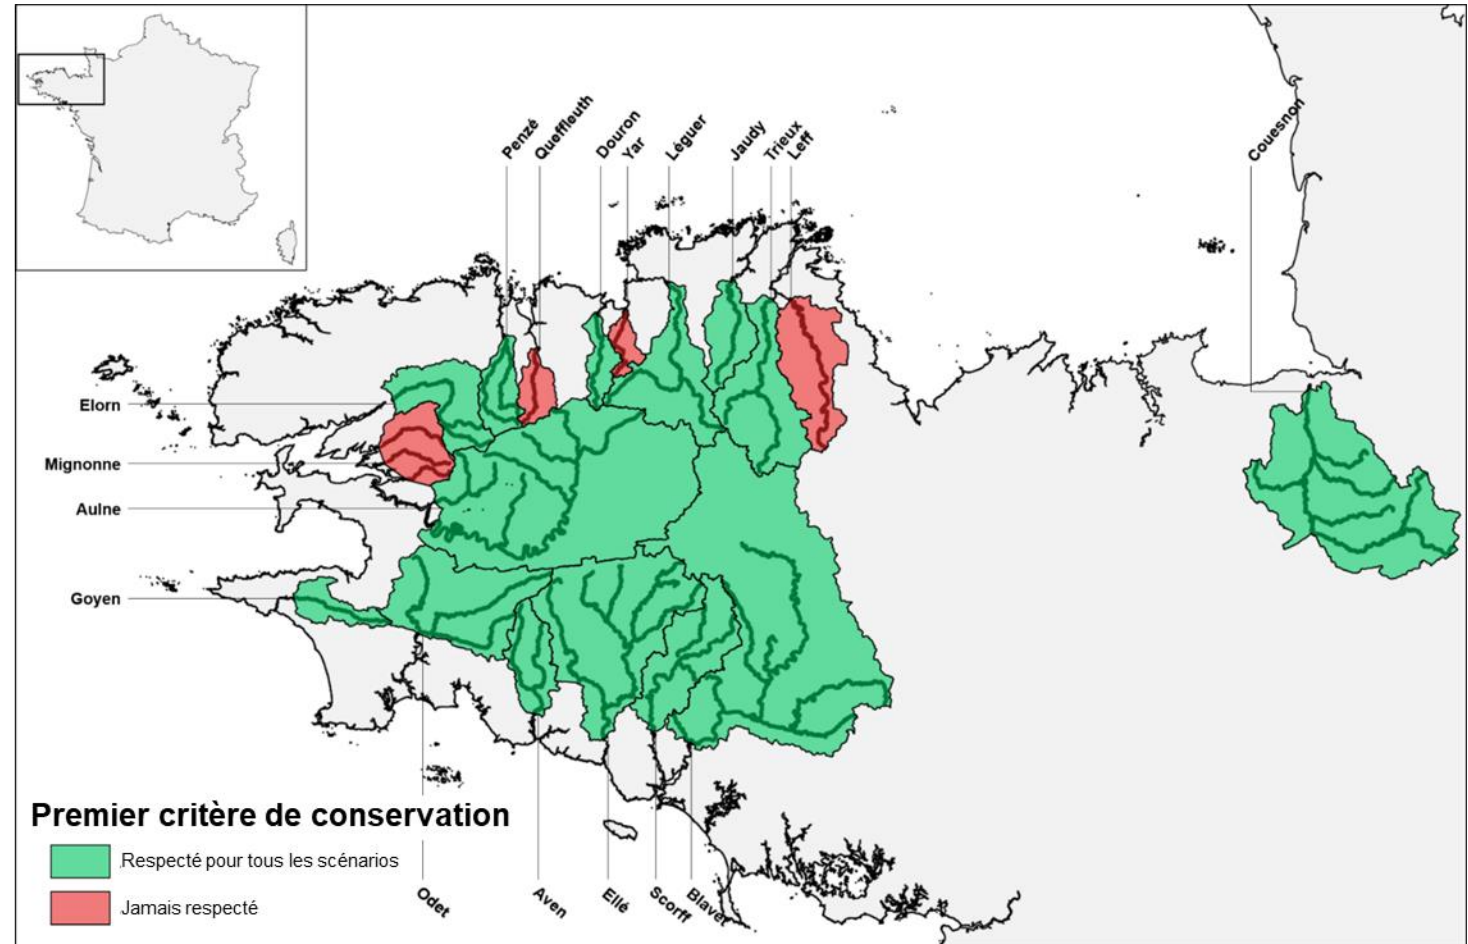 Penzé
Queffleuth
Douron
Yar
Léguer
Jaudy
Trieux
Leff
Couesnon
Elorn
Mignonne
Aulne
Goyen
Premier critère de conservation
Respecté pour tous les scénarios
Jamais respecté
Odet
Aven
Ellé
Scorff
Blavet